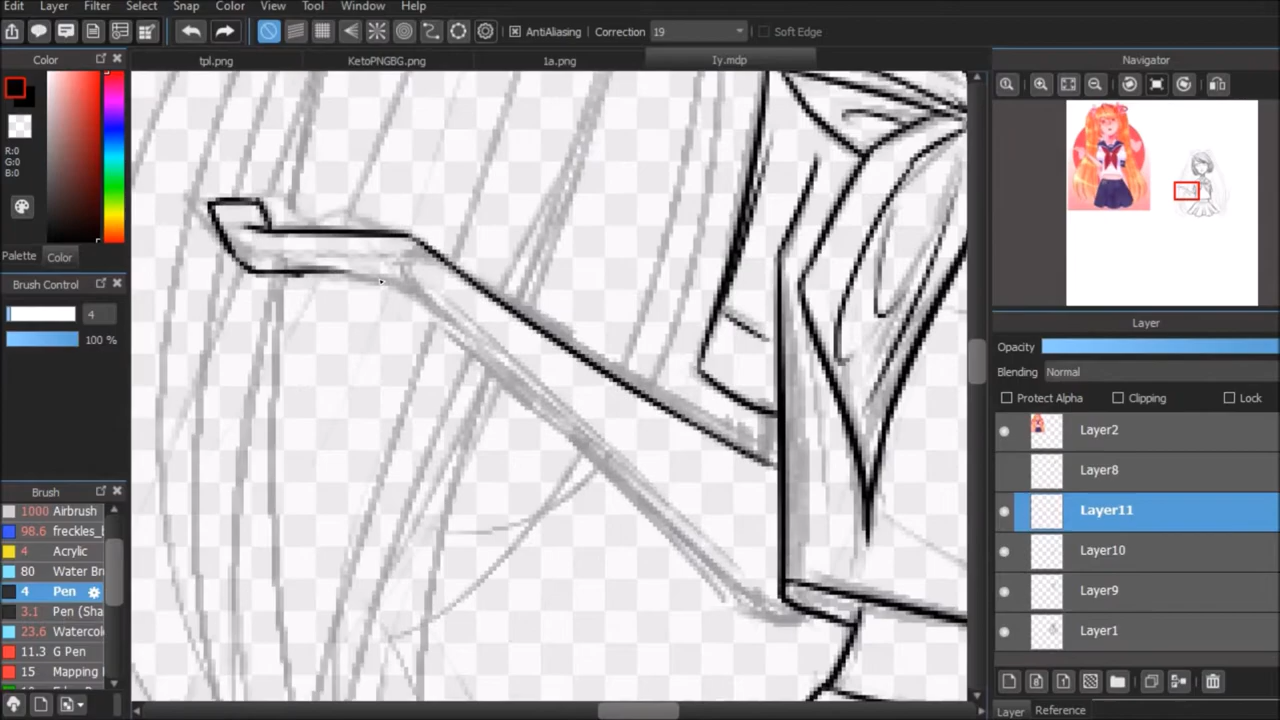 Edit Layer Filter Select Snap Color View Tool Window Help
AntiAliasing Correction 19 Soft Edge
Color
tpl.png KetoPNGBG.png 1a.png Iy.mdp
Navigator
R:0
G:0
B:0
Palette Color
Brush Control
4
100 %
Layer
Opacity
Blending Normal
Protect Alpha Clipping Lock
Layer2
Layer8
Layer11
Layer10
Layer9
Layer1
Brush
1000 Airbrush
98.6 freckles_b
4 Acrylic
80 Water Br
4 Pen
3.1 Pen (Sha
23.6 Watercol
11.3 G Pen
15 Mapping
Layer Reference